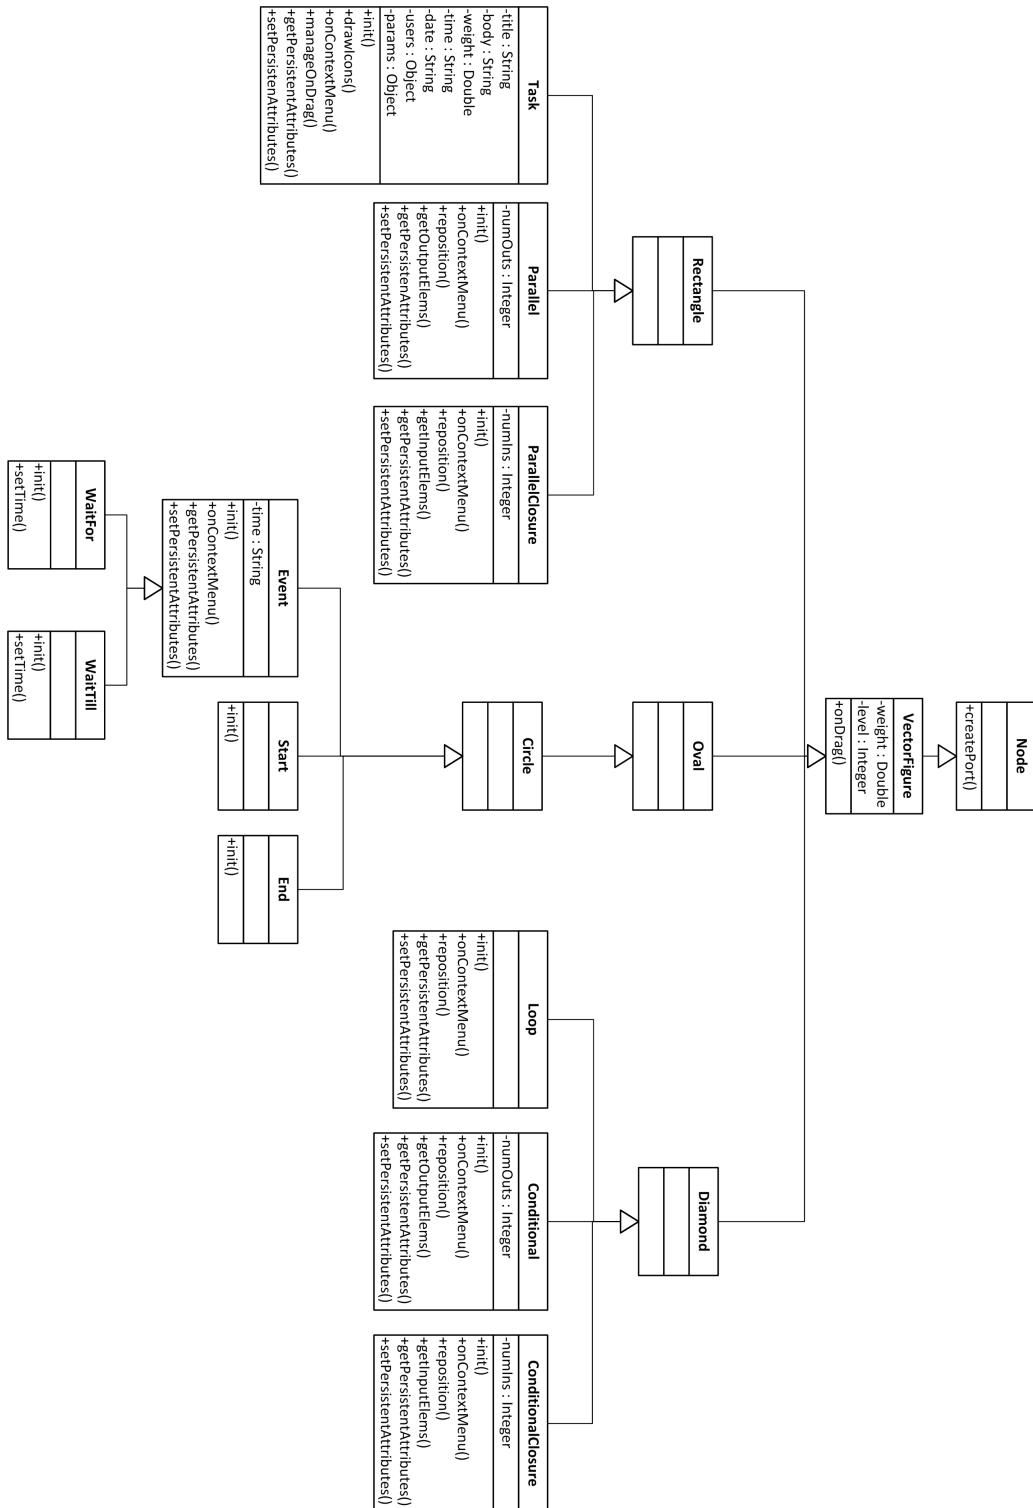 Node
+createPort()
VectorFigure
-weight : Double
-level : Integer
+onDrag()
Rectangle
Oval
Diamond
Task
-title : String
-body : String
-weight : Double
-time : String
-date : String
-users : Object
-params : Object
+init()
+drawIcons()
+onContextMenu()
+manageOnDrag()
+getPersistentAttributes()
+setPersistenAttributes()
Parallel
-numOuts : Integer
+init()
+onContextMenu()
+reposition()
+getOutputElems()
+getPersistenAttributes()
+setPersistentAttributes()
ParallelClosure
-numIns : Integer
+init()
+onContextMenu()
+reposition()
+getInputElems()
+getPersistentAttributes()
+setPersistentAttributes()
Circle
Loop
+init()
+onContextMenu()
+reposition()
+getPersistentAttributes()
+setPersistentAttributes()
Conditional
-numOuts : Integer
+init()
+onContextMenu()
+reposition()
+getOutputElems()
+getPersistentAttributes()
+setPersistentAttributes()
ConditionalClosure
-numIns : Integer
+init()
+onContextMenu()
+reposition()
+getInputElems()
+getPersistentAttributes()
+setPersistentAttributes()
Event
-time : String
+init()
+onContextMenu()
+getPersistentAttributes()
+setPersistentAttributes()
Start
+init()
End
+init()
WaitFor
+init()
+setTime()
WaitTill
+init()
+setTime()